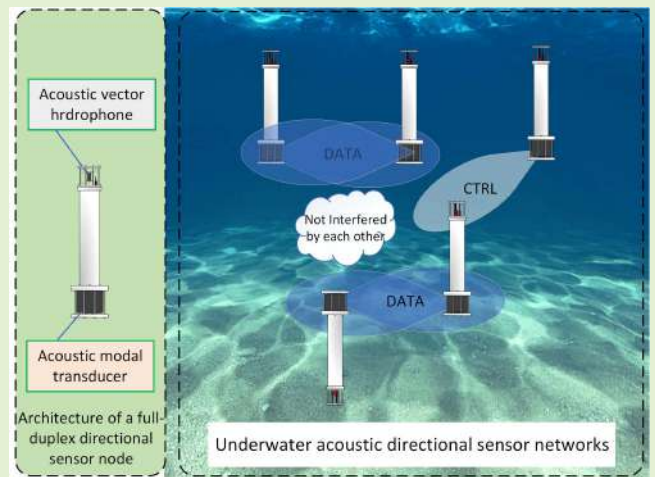 Acoustic vector
hrdrophone
Acoustic modal
transducer
Architecture of a full-
duplex directional
sensor node
DATA
CTRL
Not Interfered
by each other
DATA
Underwater acoustic directional sensor networks